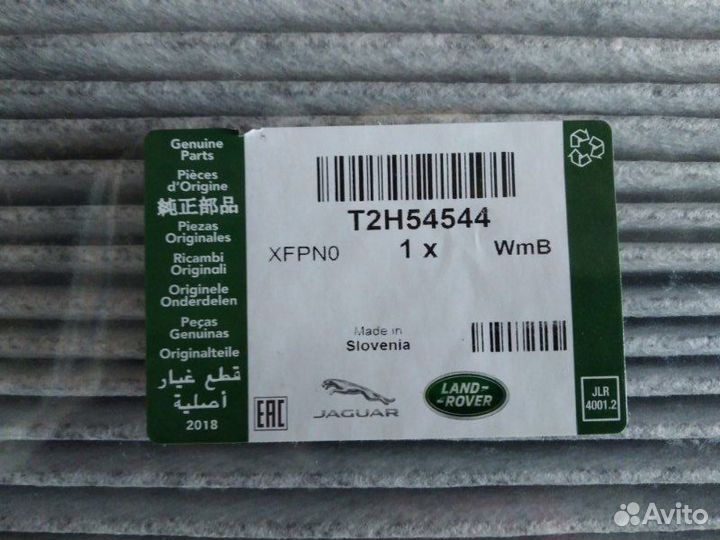 Genuine
Parts
Pièces
d'Origine
純正部品
Piezas
Originales
Ricambi
Originali
Originele
Onderdelen
Peças
Genuinas
Originalteile
قطع غيار
أصلية
2018
T2H54544
XFPN0 1 x WmB
Made in
Slovenia
EAC
JAGUAR
LAND-
-ROVER
JLR
4001.2
Avito